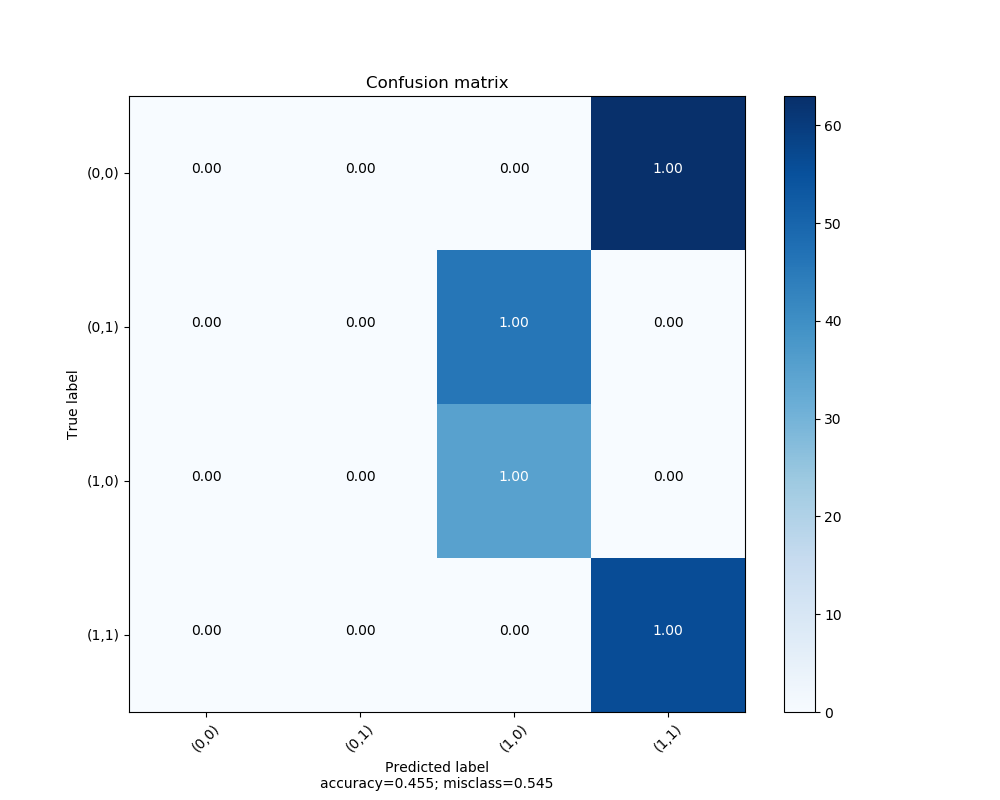 Confusion matrix
True label
(0,0) 0.00 0.00 0.00 1.00
(0,1) 0.00 0.00 1.00 0.00
(1,0) 0.00 0.00 1.00 0.00
(1,1) 0.00 0.00 0.00 1.00
(0,0) (0,1) (1,0) (1,1)
Predicted label
accuracy=0.455; misclass=0.545
60
50
40
30
20
10
0